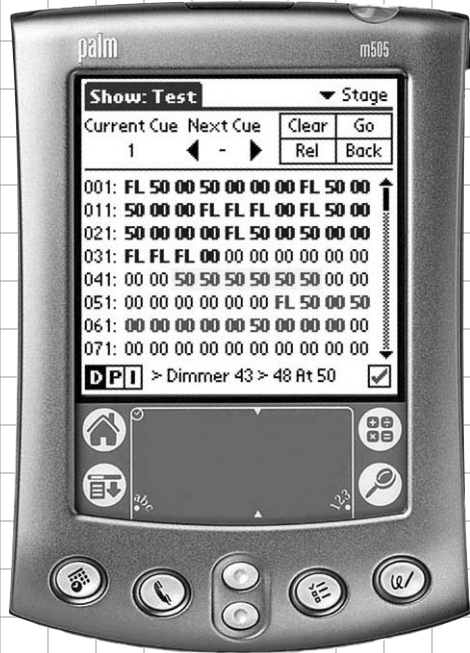 palm m505
Show: Test Stage
Current Cue Next Cue Clear Go
1 - Rel Back
001: FL 50 00 50 00 00 00 FL 50 00
011: 50 00 00 FL FL FL 00 FL 50 00
021: 50 00 00 00 FL 50 00 50 00 00
031: FL FL FL 00 00 00 00 00 00 00
041: 00 00 50 50 50 50 50 50 00 00
051: 00 00 00 00 00 00 FL 50 00 50
061: 00 00 00 00 00 50 00 00 00 00
071: 00 00 00 00 00 00 00 00 00 00
D P I > Dimmer 43 > 48 At 50
abc 123